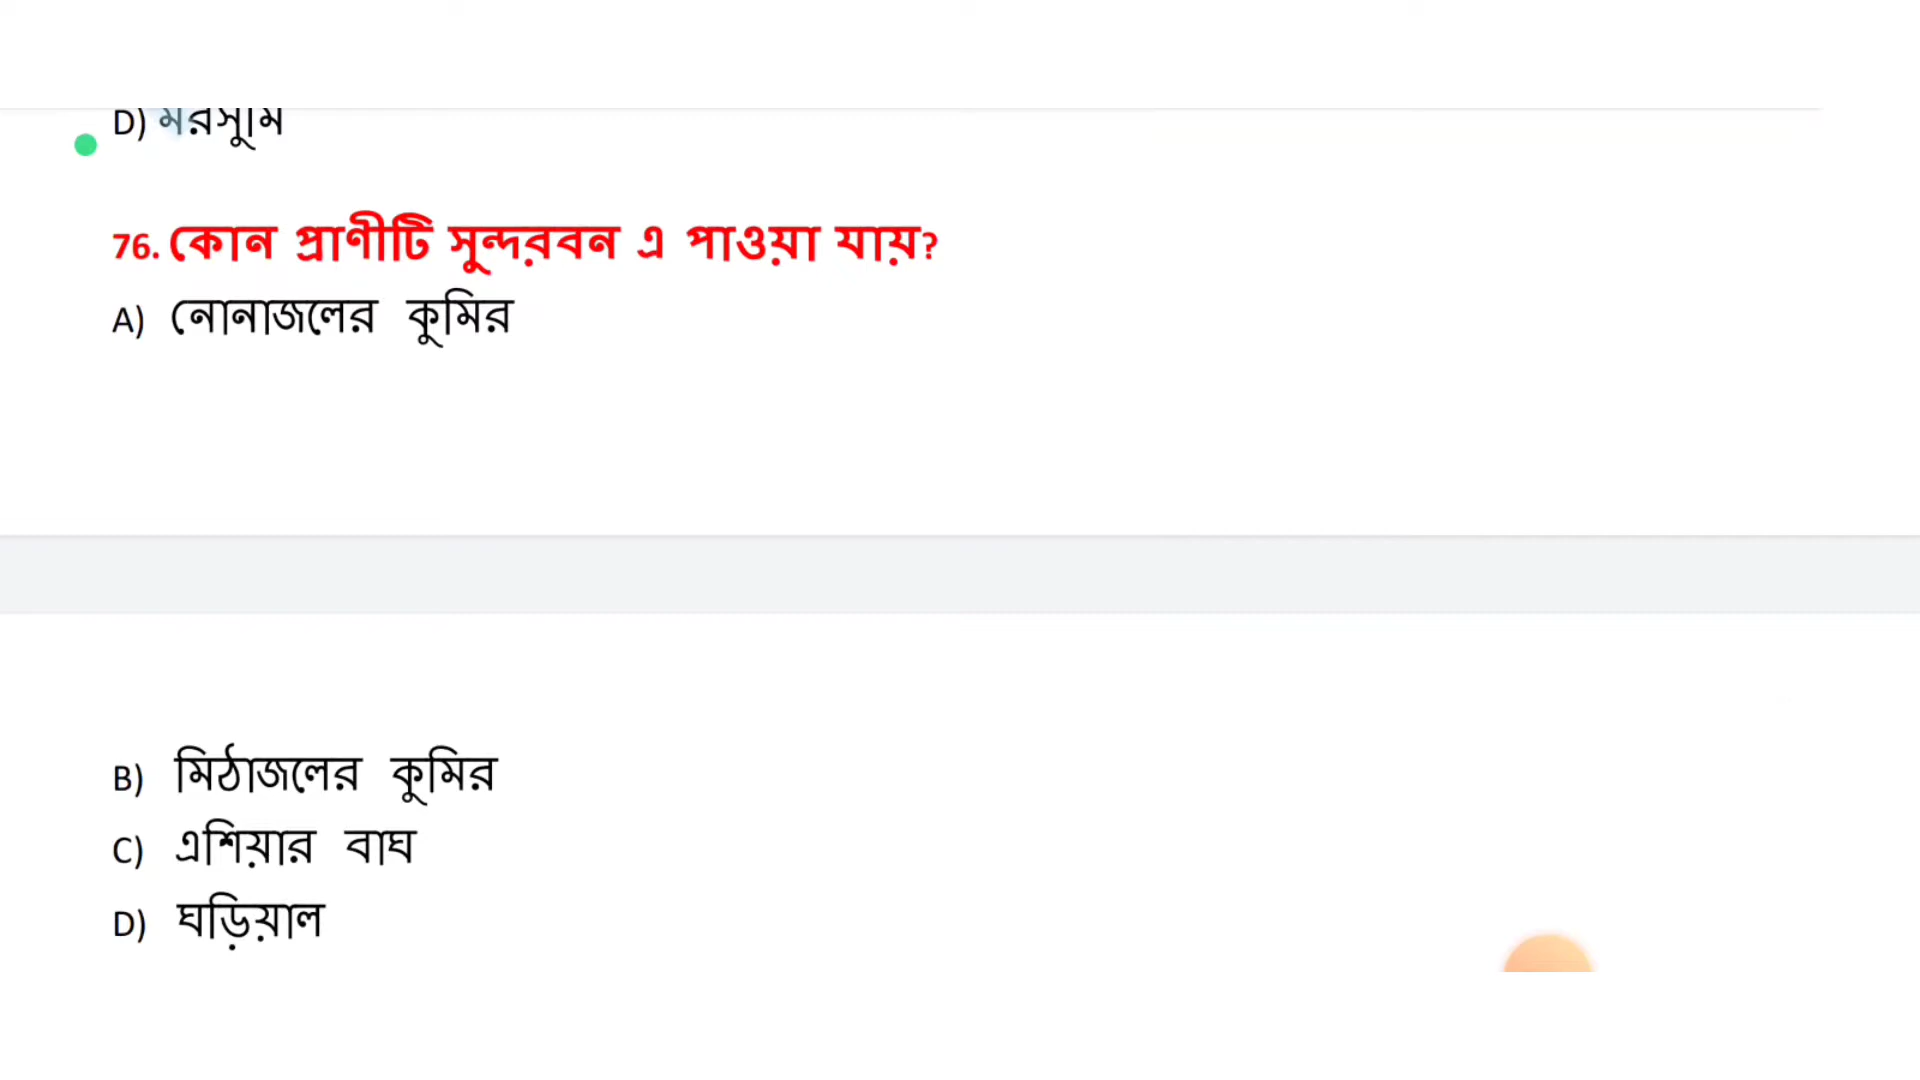 D) মরসুমি
76. কোন প্রাণীটি সুন্দরবন এ পাওয়া যায়?
A) নোনাজলের কুমির
B) মিঠাজলের কুমির
C) এশিয়ার বাঘ
D) ঘড়িয়াল